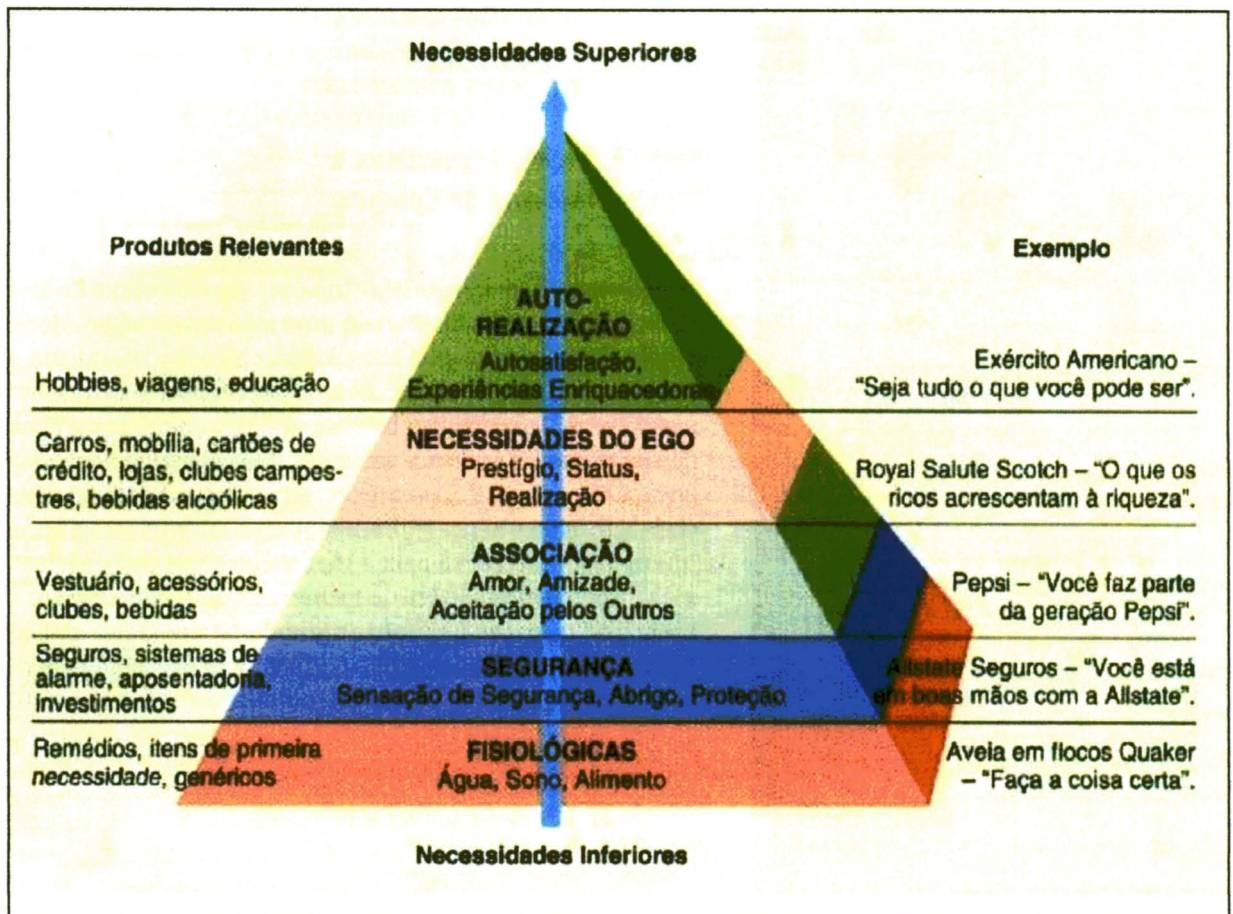 Necessidades Superiores
Produtos Relevantes
Exemplo
AUTO-
REALIZAÇÃO
Autosatisfação,
Experiências Enriquecedoras
Hobbies, viagens, educação
Exército Americano –
"Seja tudo o que você pode ser".
Carros, mobília, cartões de
crédito, lojas, clubes campes-
tres, bebidas alcoólicas
NECESSIDADES DO EGO
Prestígio, Status,
Realização
Royal Salute Scotch – "O que os
ricos acrescentam à riqueza".
Vestuário, acessórios,
clubes, bebidas
ASSOCIAÇÃO
Amor, Amizade,
Aceitação pelos Outros
Pepsi – "Você faz parte
da geração Pepsi".
Seguros, sistemas de
alarme, aposentadoria,
investimentos
SEGURANÇA
Sensação de Segurança, Abrigo, Proteção
Allstate Seguros – "Você está
em boas mãos com a Allstate".
Remédios, itens de primeira
necessidade, genéricos
FISIOLÓGICAS
Água, Sono, Alimento
Aveia em flocos Quaker
– "Faça a coisa certa".
Necessidades Inferiores